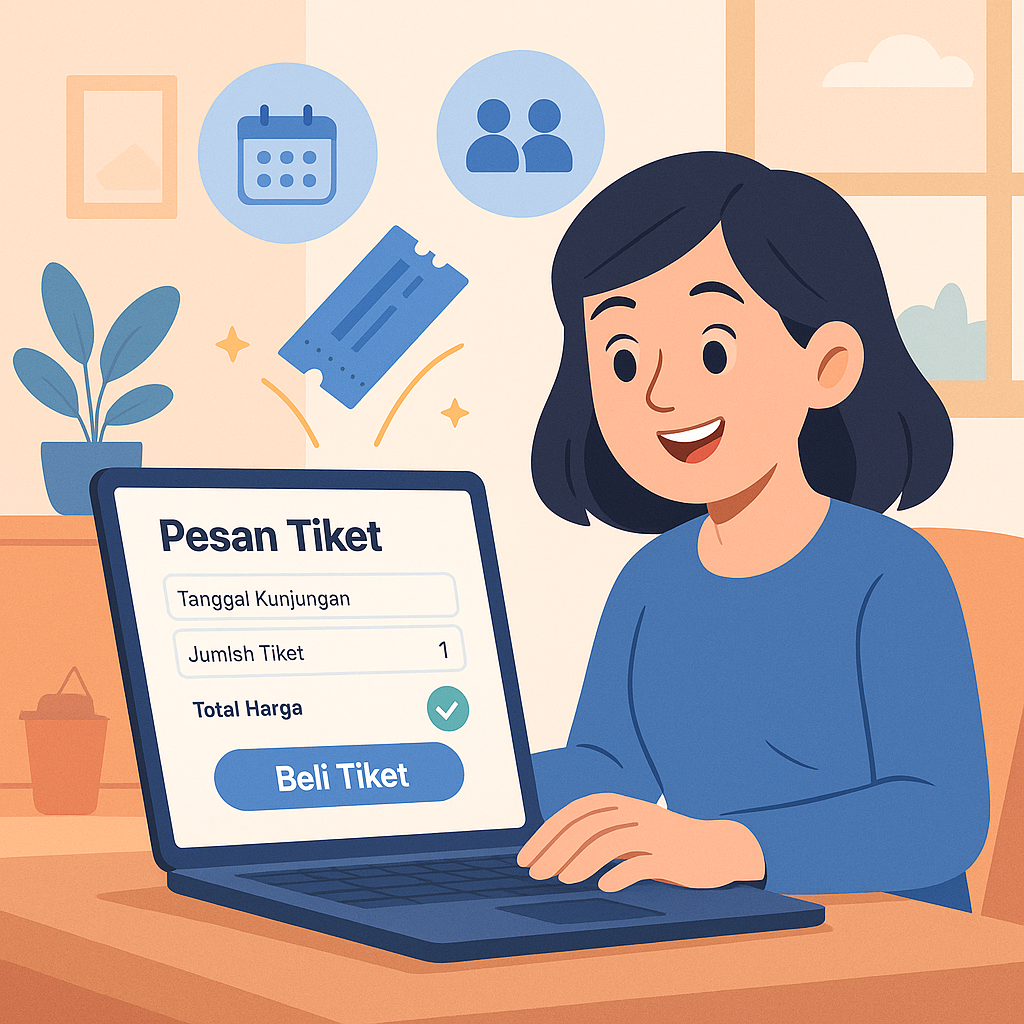 Pesan Tiket
Tanggal Kunjungan
Jumlsh Tiket 1
Total Harga
Beli Tiket